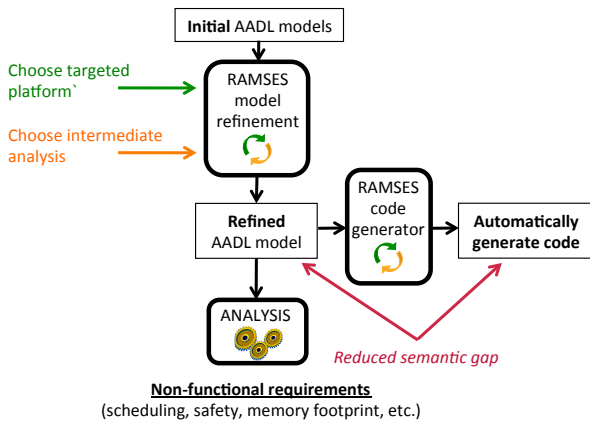 Initial AADL models
Choose targeted
platform`
RAMSES
model
refinement
Choose intermediate
analysis
Refined
AADL model
RAMSES
code
generator
Automatically
generate code
ANALYSIS
Reduced semantic gap
Non-functional requirements
(scheduling, safety, memory footprint, etc.)